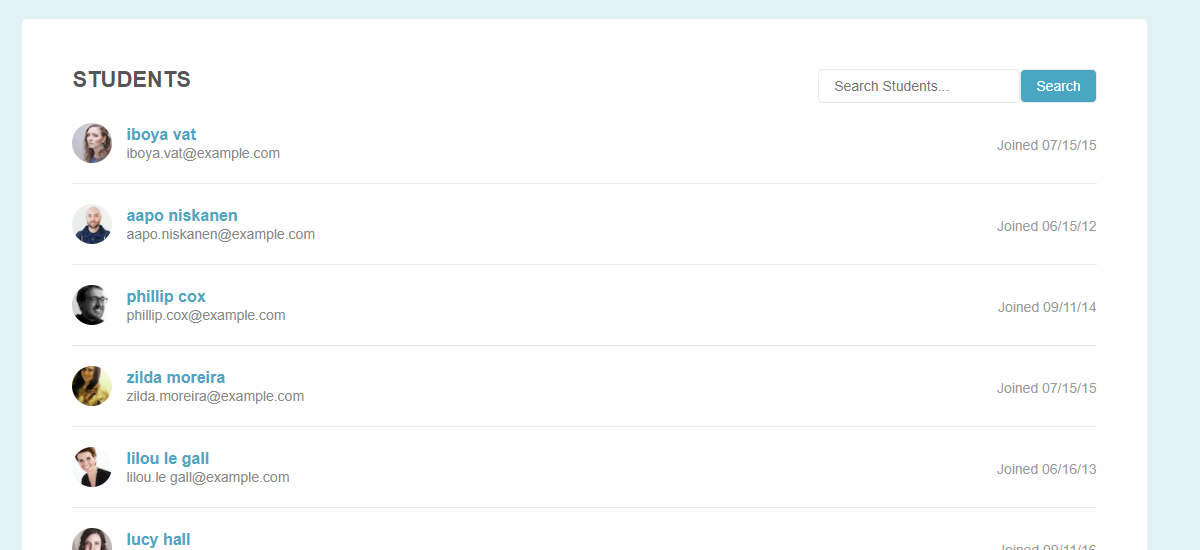 STUDENTS
Search Students...
Search
iboya vat
iboya.vat@example.com
Joined 07/15/15
aapo niskanen
aapo.niskanen@example.com
Joined 06/15/12
phillip cox
phillip.cox@example.com
Joined 09/11/14
zilda moreira
zilda.moreira@example.com
Joined 07/15/15
lilou le gall
lilou.le gall@example.com
Joined 06/16/13
lucy hall
Joined 09/11/16